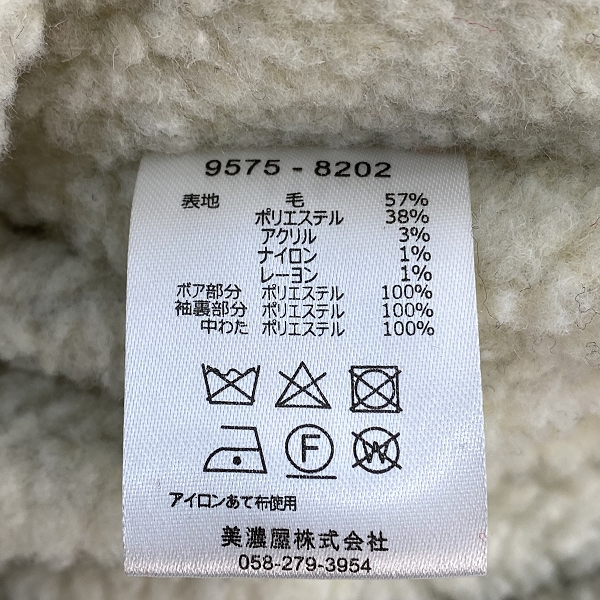 9575 - 8202
表地 毛 57%
ポリエステル 38%
アクリル 3%
ナイロン 1%
レーヨン 1%
ボア部分 ポリエステル 100%
袖裏部分 ポリエステル 100%
中わた ポリエステル 100%
F W
アイロンあて布使用
美濃屋株式会社
058-279-3954